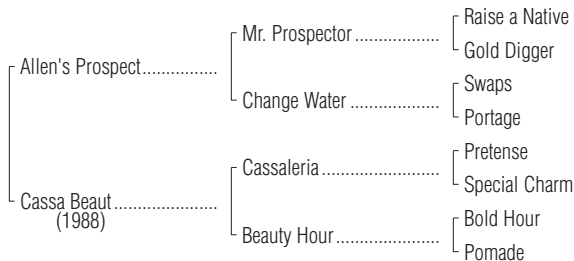 Raise a Native
Mr. Prospector
Gold Digger
Allen's Prospect
Swaps
Change Water
Portage
Pretense
Cassaleria
Special Charm
Cassa Beaut
(1988)
Bold Hour
Beauty Hour
Pomade